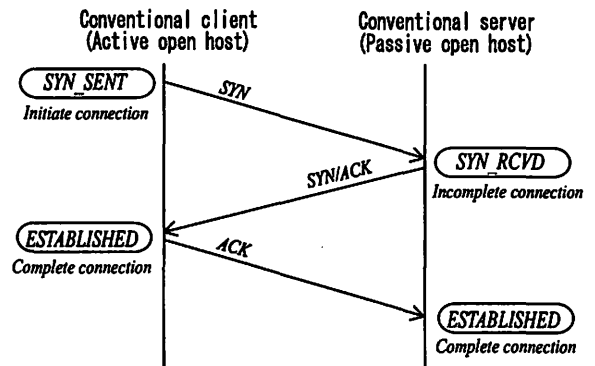 Conventional client
(Active open host)
Conventional server
(Passive open host)
SYN_SENT
Initiate connection
SYN
SYN_RCVD
Incomplete connection
SYN/ACK
ESTABLISHED
Complete connection
ACK
ESTABLISHED
Complete connection